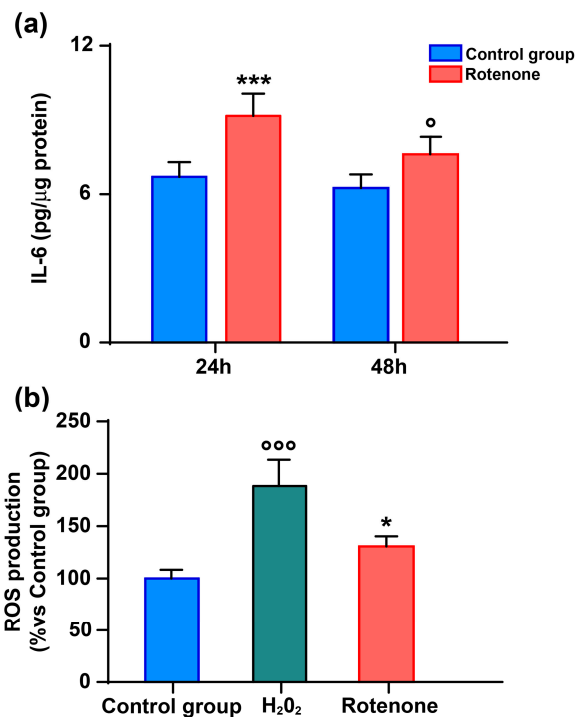 (a)
IL-6 (pg/μg protein)
12
6
0
Control group
Rotenone
***
°
24h
48h
(b)
ROS production
(%vs Control group)
250
200
150
100
50
0
°°°
*
Control group
H₂0₂
Rotenone